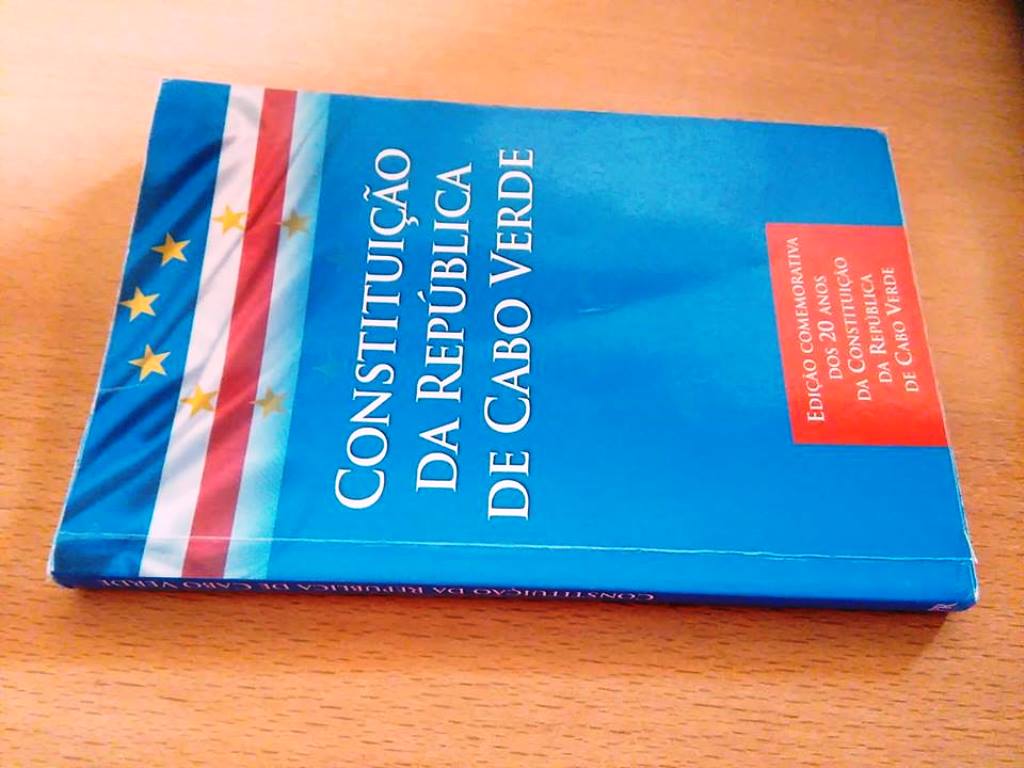 CONSTITUIÇÃO
DA REPÚBLICA
DE CABO VERDE
EDIÇÃO COMEMORATIVA
DOS 20 ANOS
DA CONSTITUIÇÃO
DA REPÚBLICA
DE CABO VERDE
CONSTITUIÇÃO DA REPÚBLICA DE CABO VERDE